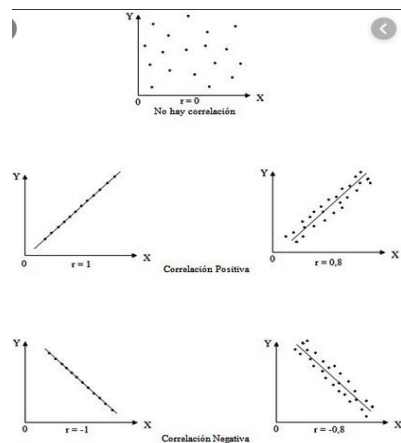 Y
X
0
r = 0
No hay correlación
Y
X
0
r = 1
Y
X
0
r = 0,8
Correlación Positiva
Y
X
0
r = -1
Y
X
0
r = -0,8
Correlación Negativa